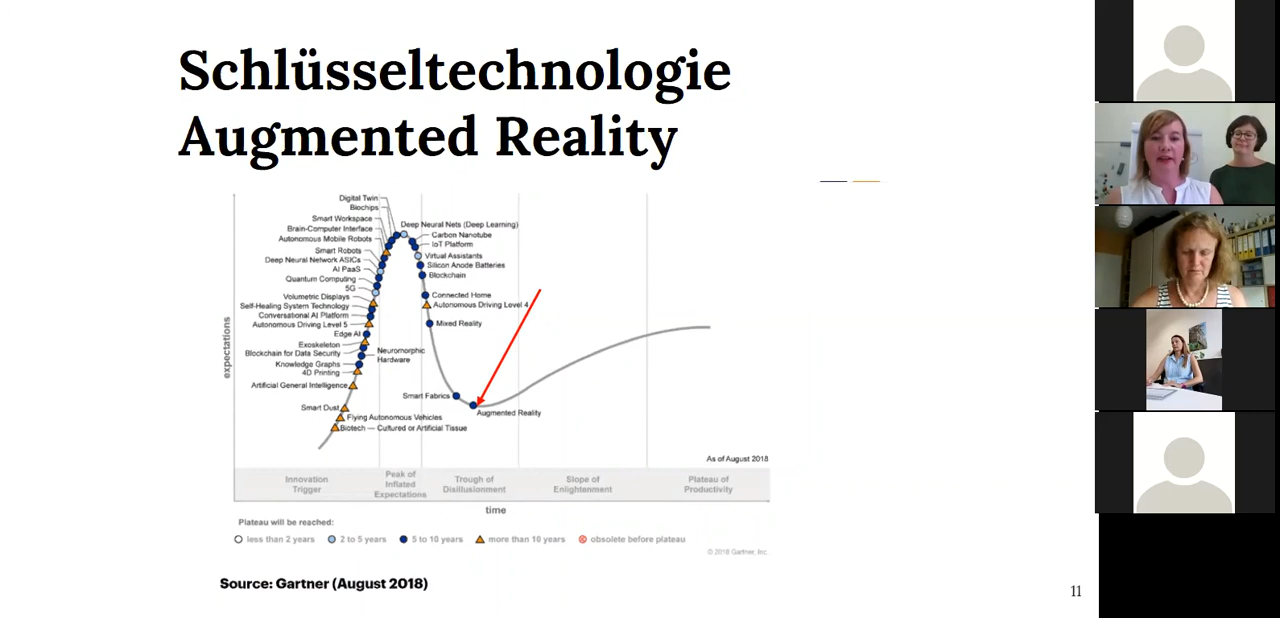 Schlüsseltechnologie
Augmented Reality
Digital Twin
Biochips
Smart Workspace
Brain-Computer Interface
Autonomous Mobile Robots
Smart Robots
Deep Neural Network ASICs
AI PaaS
Quantum Computing
5G
Volumetric Displays
Self-Healing System Technology
Conversational AI Platform
Autonomous Driving Level 5
Edge AI
Exoskeleton
Blockchain for Data Security
Knowledge Graphs
4D Printing
Artificial General Intelligence
Smart Dust
Flying Autonomous Vehicles
Biotech — Cultured or Artificial Tissue
Deep Neural Nets (Deep Learning)
Carbon Nanotube
IoT Platform
Virtual Assistants
Silicon Anode Batteries
Blockchain
Connected Home
Autonomous Driving Level 4
Mixed Reality
Neuromorphic
Hardware
Smart Fabrics
Augmented Reality
expectations
As of August 2018
Innovation
Trigger
Peak of
Inflated
Expectations
Trough of
Disillusionment
Slope of
Enlightenment
Plateau of
Productivity
time
Plateau will be reached:
less than 2 years
2 to 5 years
5 to 10 years
more than 10 years
obsolete before plateau
© 2018 Gartner, Inc.
Source: Gartner (August 2018)
11